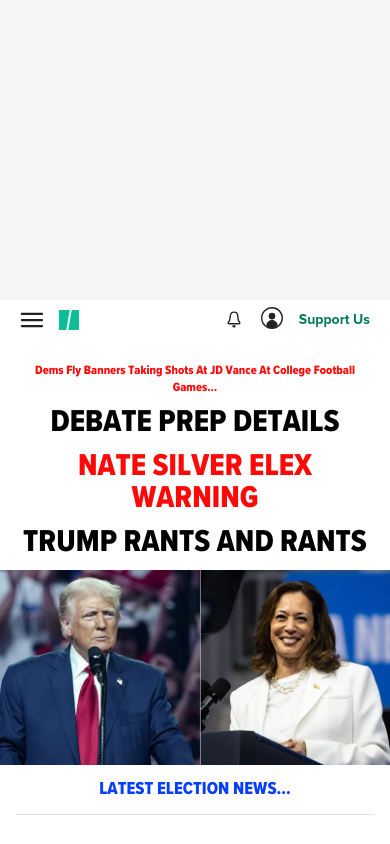 Support Us
Dems Fly Banners Taking Shots At JD Vance At College Football
Games...
DEBATE PREP DETAILS
NATE SILVER ELEX
WARNING
TRUMP RANTS AND RANTS
LATEST ELECTION NEWS...